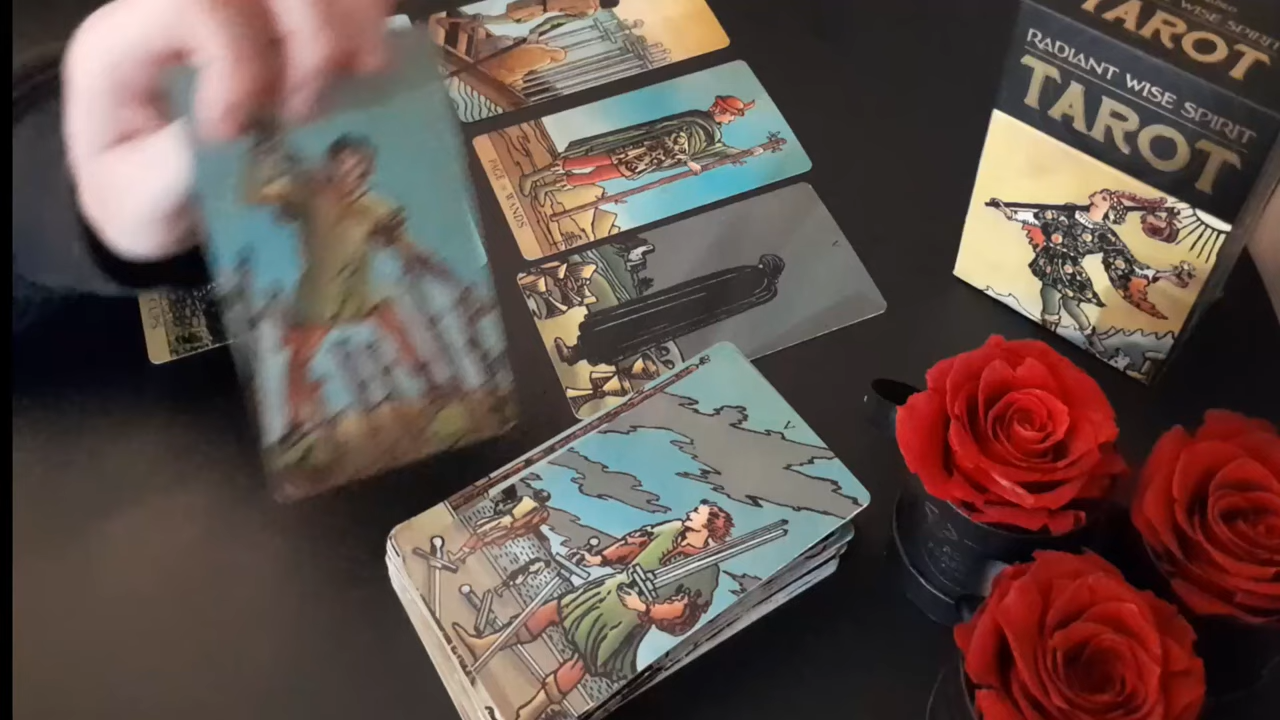 TAROT
RADIANT WISE SPIRIT
TAROT
PAGE of WANDS
V
V